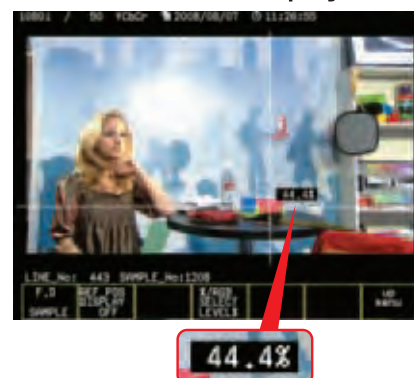 1080i / 50 YCbCr 2008/08/07 11:26:55
44.4%
LINE_No: 443 SAMPLE_No:1208
F.D
SAMPLE
REF POS
DISPLAY
OFF
%/RGB
SELECT
LEVEL%
UP
MENU
44.4%